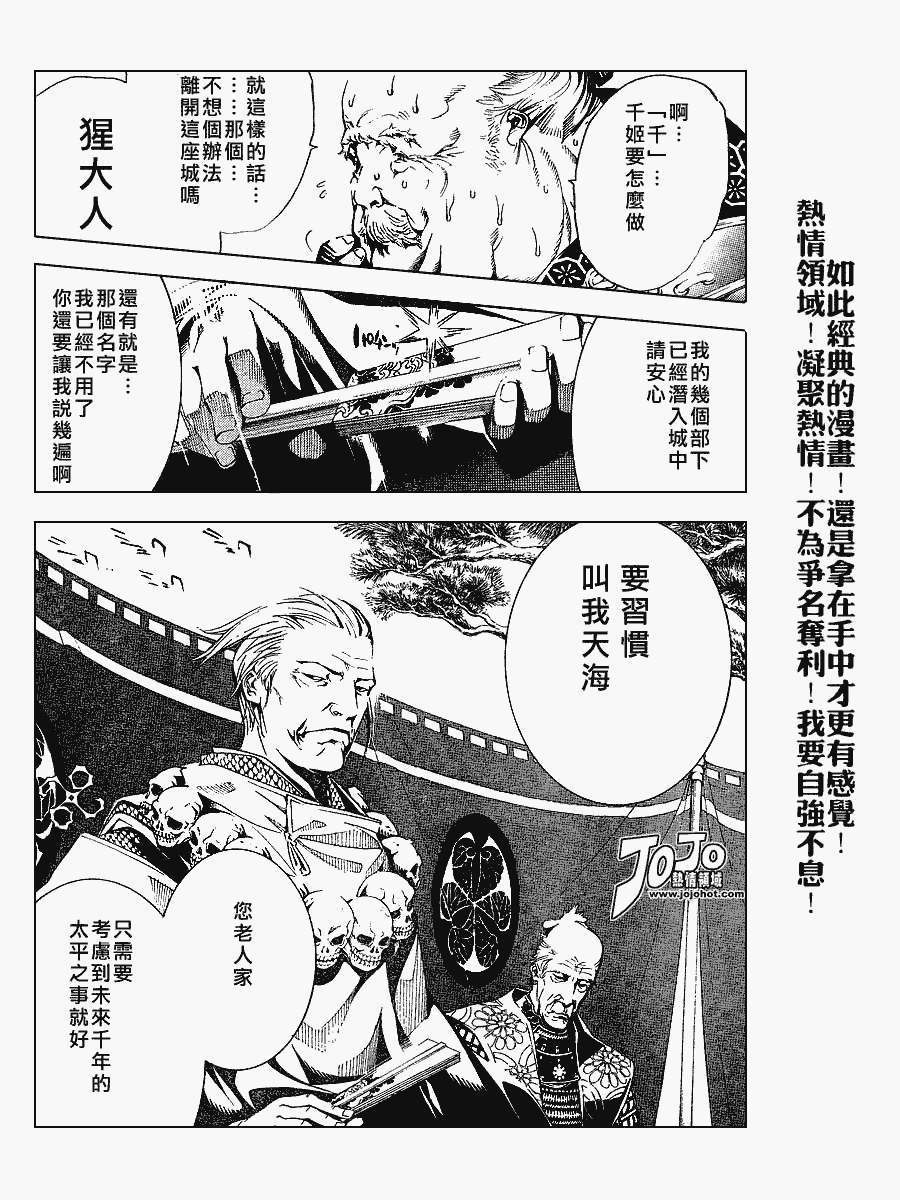 啊…
「千」…
千姬要怎麼做
就這樣的話…
……那個…
不想個辦法
離開這座城嗎
猩大人
我的幾個部下
已經潛入城中
請安心
還有就是…
那個名字
我已經不用了
你還要讓我説幾遍啊
要習慣
叫我天海
您老人家
只需要
考慮到未來千年的
太平之事就好
JOJO
熱情領域
www.jojohot.com
如此經典的漫畫！還是拿在手中才更有感覺！
熱情領域！凝聚熱情！不為爭名奪利！我要自強不息！